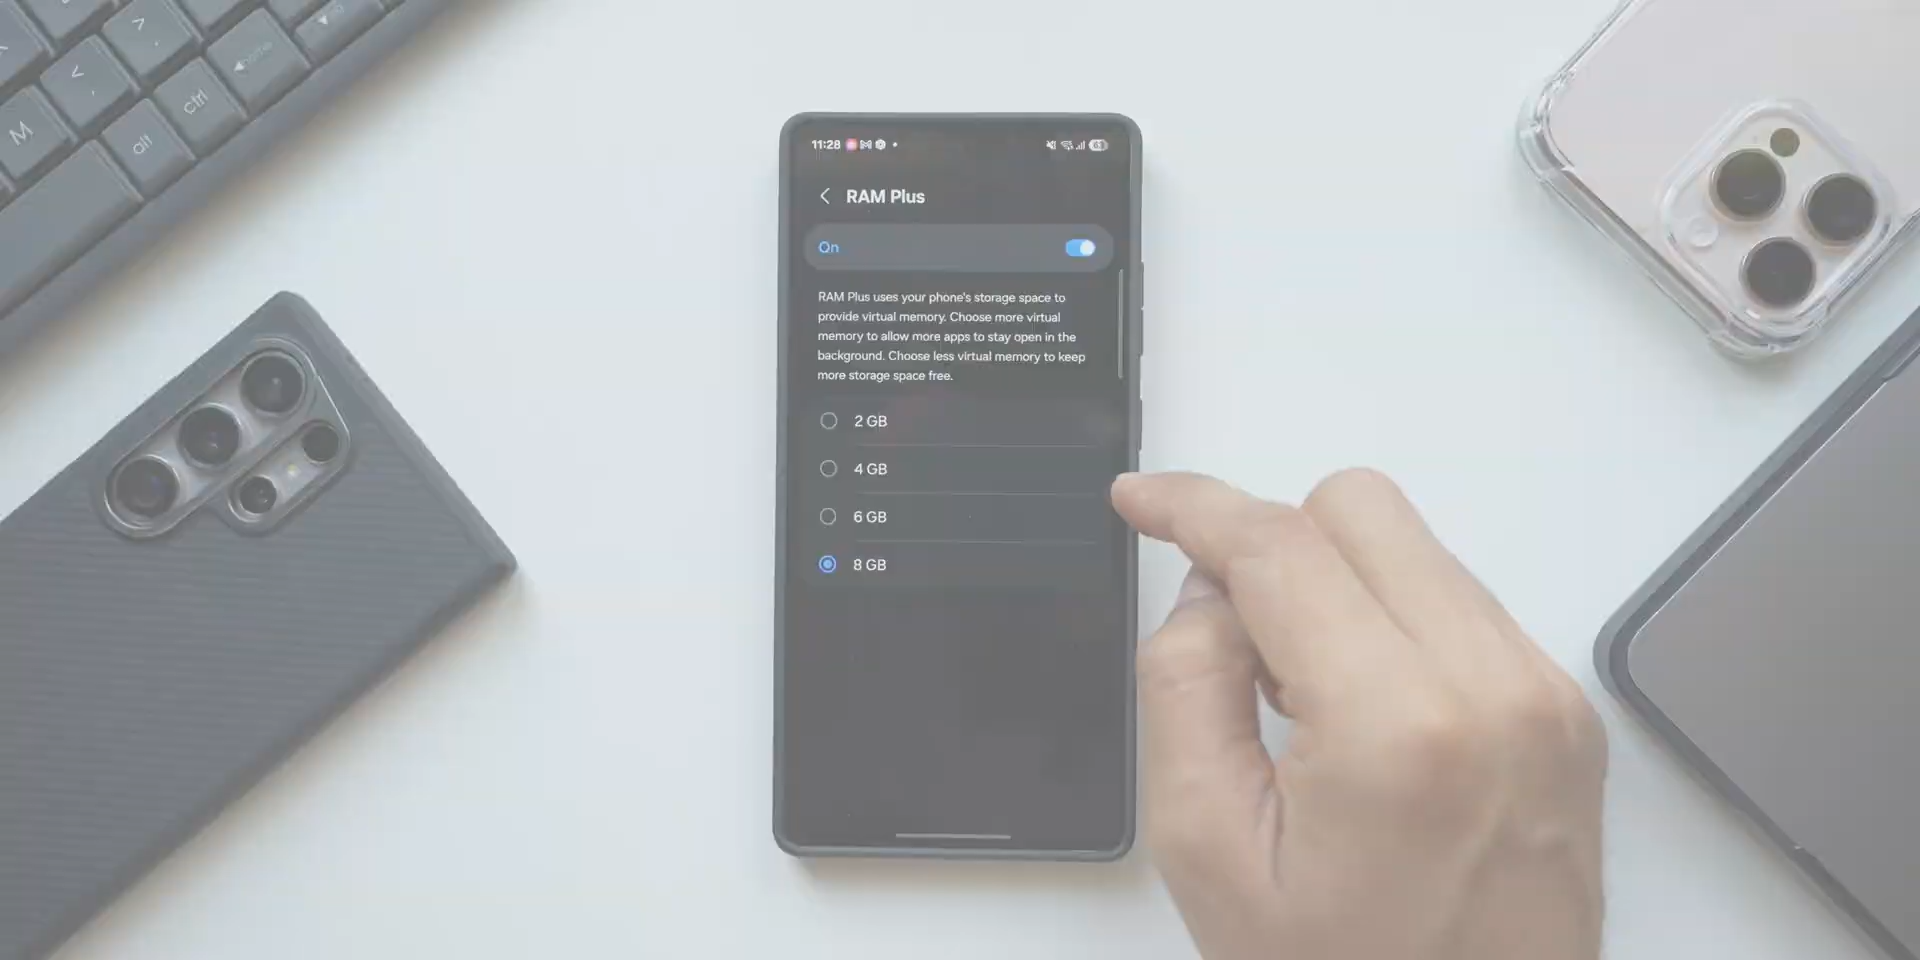 M
alt
ctrl
11:28
RAM Plus
On
RAM Plus uses your phone's storage space to
provide virtual memory. Choose more virtual
memory to allow more apps to stay open in the
background. Choose less virtual memory to keep
more storage space free.
2 GB
4 GB
6 GB
8 GB